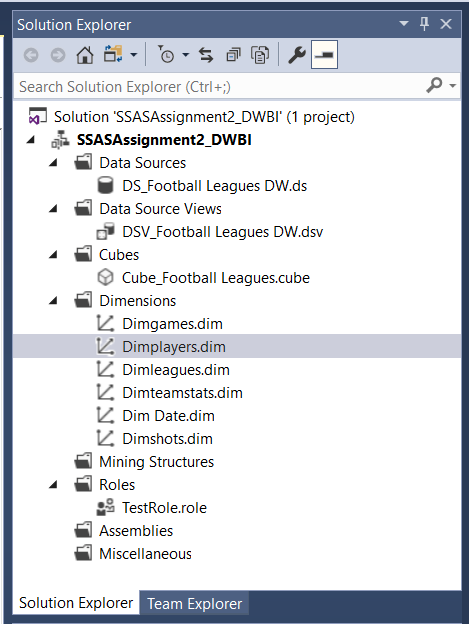 Solution Explorer
Search Solution Explorer (Ctrl+;)
Solution 'SSASAssignment2_DWBI' (1 project)
SSASAssignment2_DWBI
Data Sources
DS_Football Leagues DW.ds
Data Source Views
DSV_Football Leagues DW.dsv
Cubes
Cube_Football Leagues.cube
Dimensions
Dimgames.dim
Dimplayers.dim
Dimleagues.dim
Dimteamstats.dim
Dim Date.dim
Dimshots.dim
Mining Structures
Roles
TestRole.role
Assemblies
Miscellaneous
Solution Explorer Team Explorer